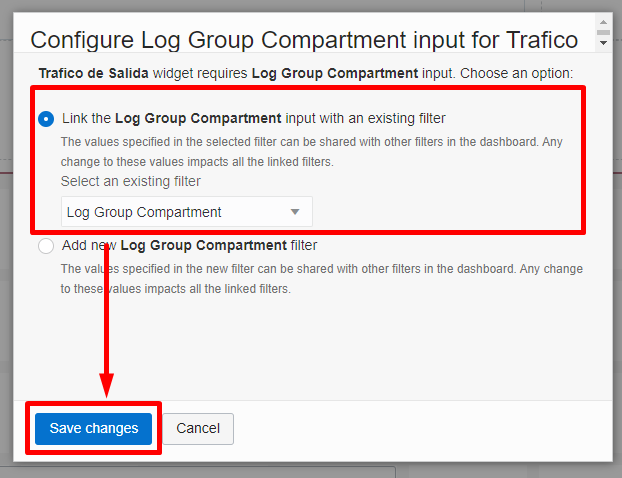 Configure Log Group Compartment input for Trafico
Trafico de Salida widget requires Log Group Compartment input. Choose an option:
Link the Log Group Compartment input with an existing filter
The values specified in the selected filter can be shared with other filters in the dashboard. Any
change to these values impacts all the linked filters.
Select an existing filter
Log Group Compartment
Add new Log Group Compartment filter
The values specified in the new filter can be shared with other filters in the dashboard. Any change
to these values impacts all the linked filters.
Save changes
Cancel